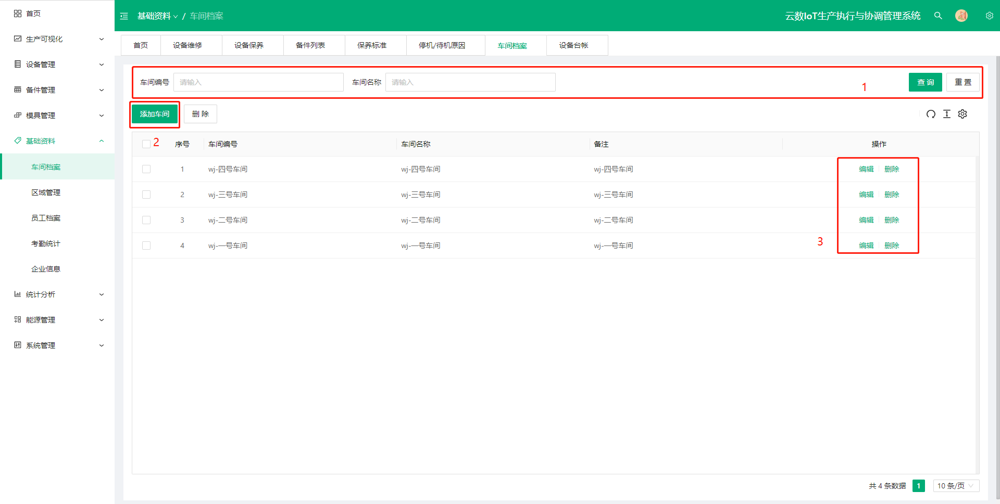 首页
生产可视化
设备管理
备件管理
模具管理
基础资料
车间档案
区域管理
员工档案
考勤统计
企业信息
统计分析
能源管理
系统管理
基础资料 / 车间档案
云数IoT生产执行与协调管理系统
首页 设备维修 设备保养 备件列表 保养标准 停机/待机原因 车间档案 设备台帐
车间编号 请输入 车间名称 请输入 1 查 询 重 置
添加车间 删 除
2 序号 车间编号 车间名称 备注 操作
1 wj-四号车间 wj-四号车间 wj-四号车间 编辑 删除
2 wj-三号车间 wj-三号车间 wj-三号车间 编辑 删除
3 wj-二号车间 wj-二号车间 wj-二号车间 编辑 删除
4 wj-一号车间 wj-一号车间 wj-一号车间 3 编辑 删除
共 4 条数据 1 10 条/页